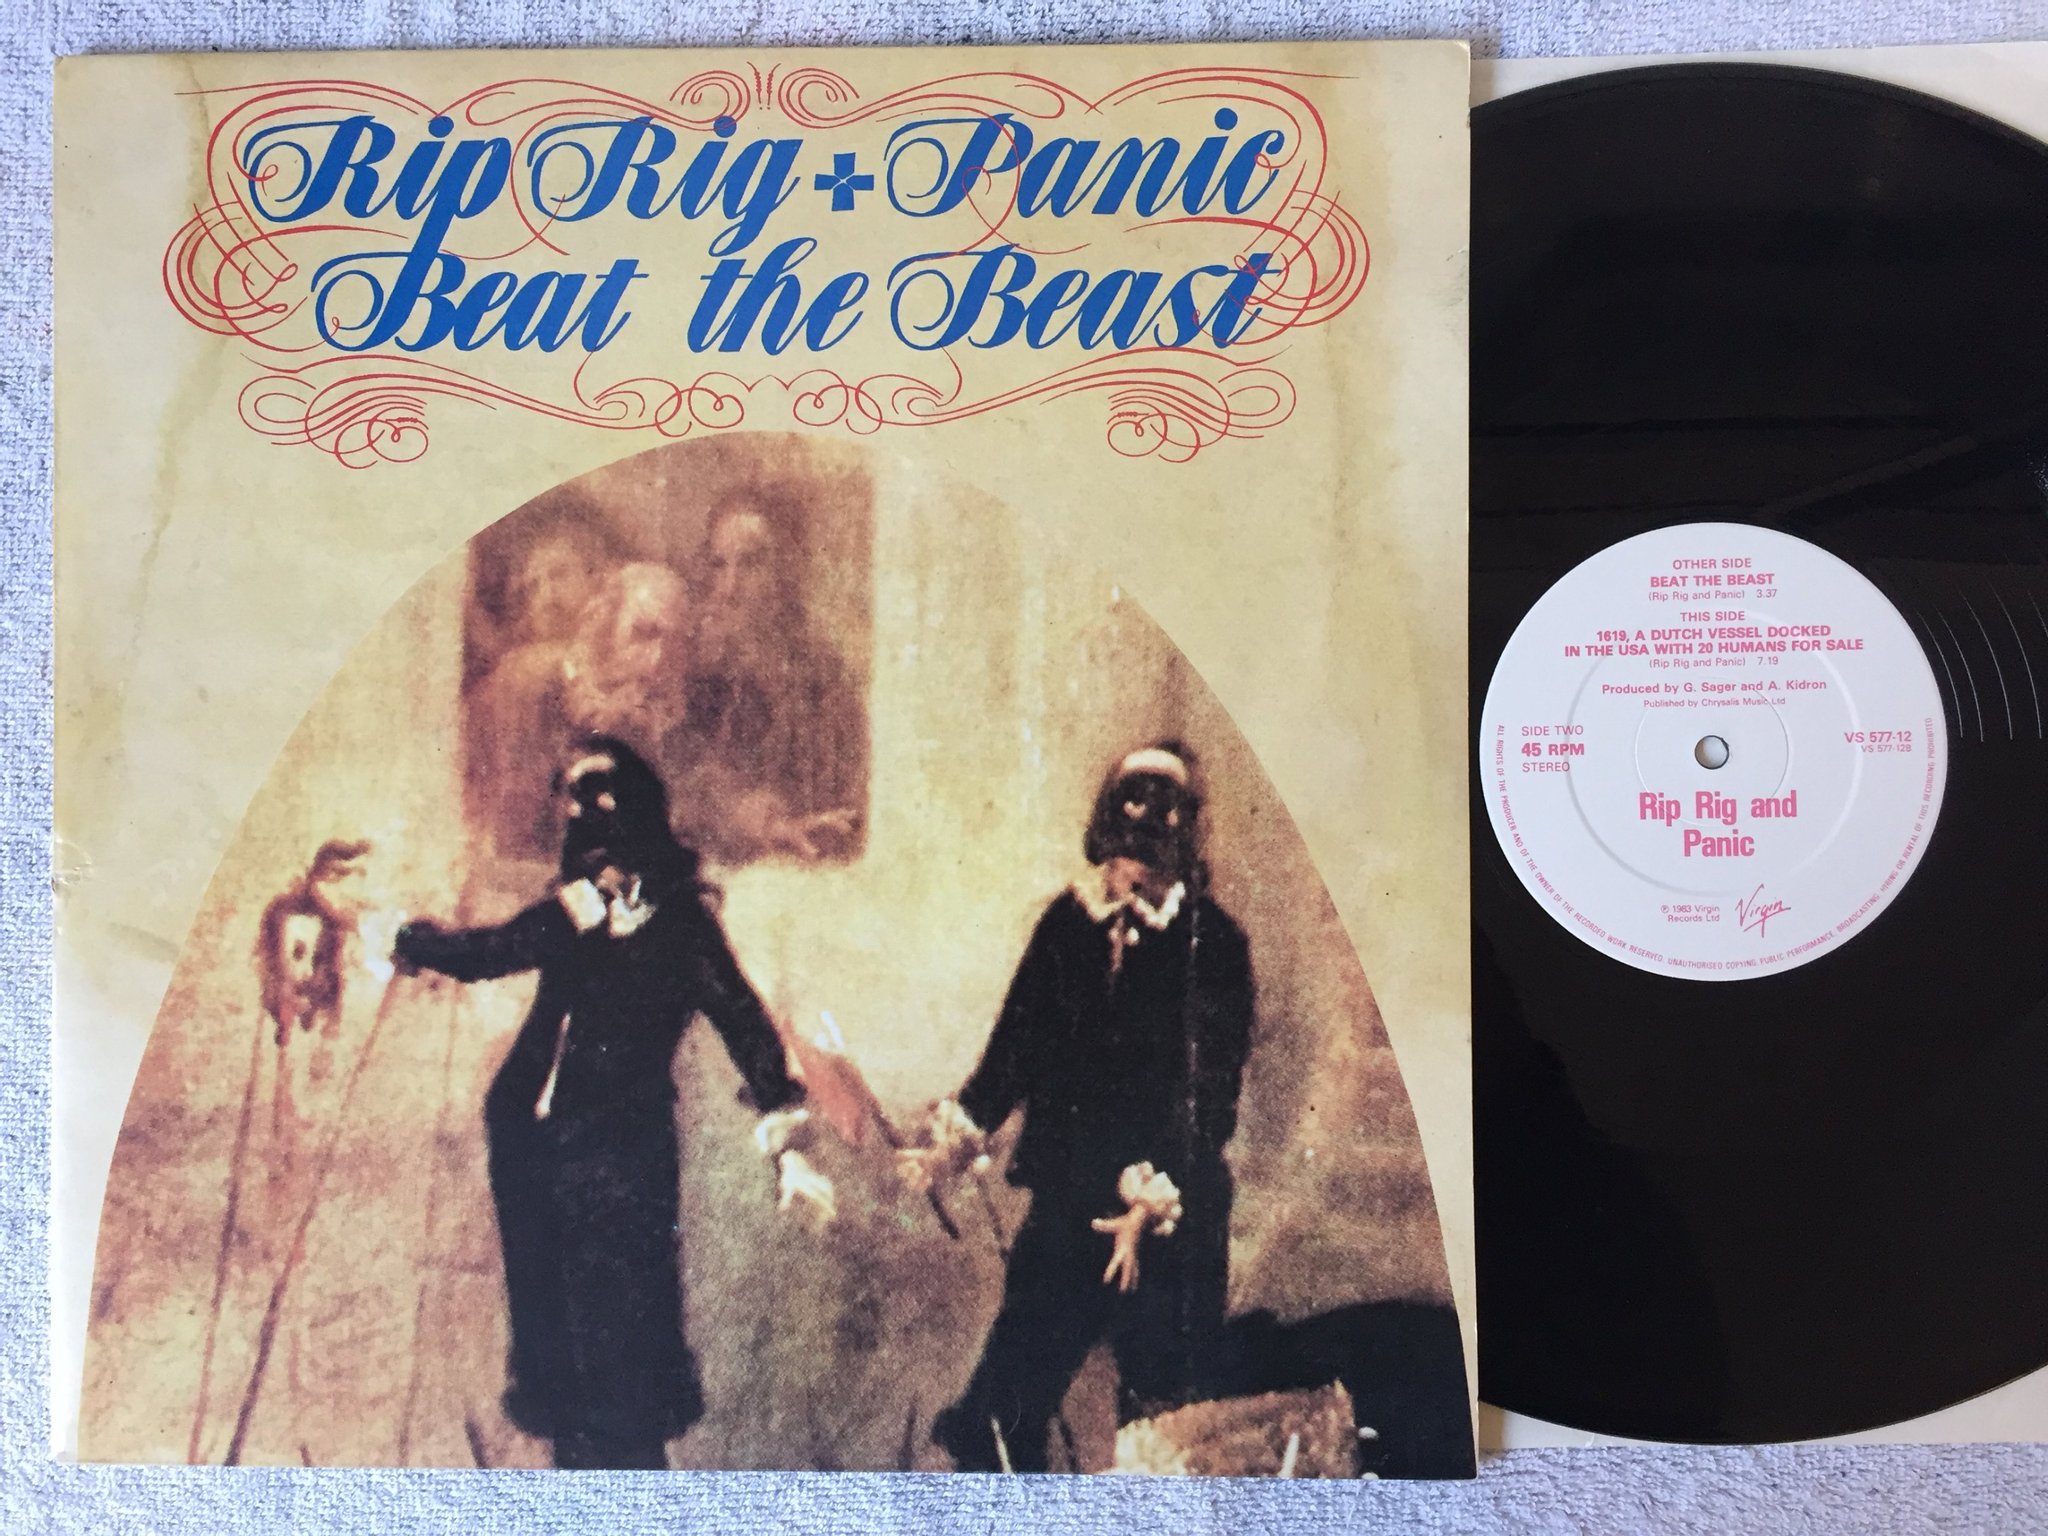 Rip Rig + Panic
Beat the Beast
OTHER SIDE
BEAT THE BEAST
(Rip Rig and Panic) 3.37
THIS SIDE
1619, A DUTCH VESSEL DOCKED
IN THE USA WITH 20 HUMANS FOR SALE
(Rip Rig and Panic) 7.19
Produced by G. Sager and A. Kidron
Published by Chrysalis Music Ltd
SIDE TWO
45 RPM
STEREO
VS 577-12
VS 577-12B
Rip Rig and
Panic
℗ 1983 Virgin
Records Ltd
Virgin
ALL RIGHTS OF THE PRODUCER AND OF THE OWNER OF THE RECORDED WORK RESERVED. UNAUTHORISED COPYING PUBLIC PERFORMANCE, BROADCASTING, HIRING OR RENTAL OF THIS RECORDING PROHIBITED